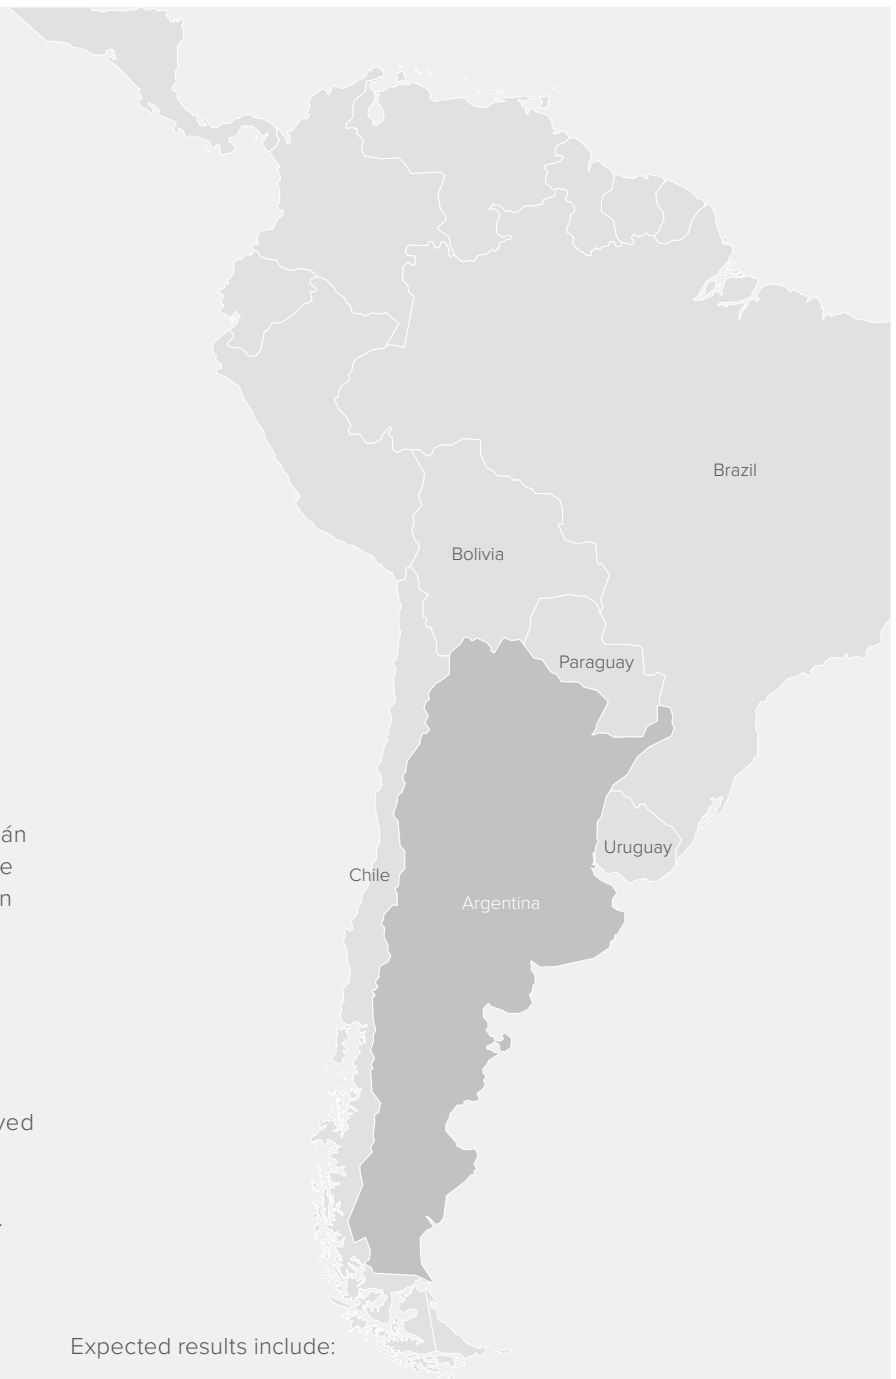 Brazil
Bolivia
Paraguay
Uruguay
Chile
Argentina
Expected results include: